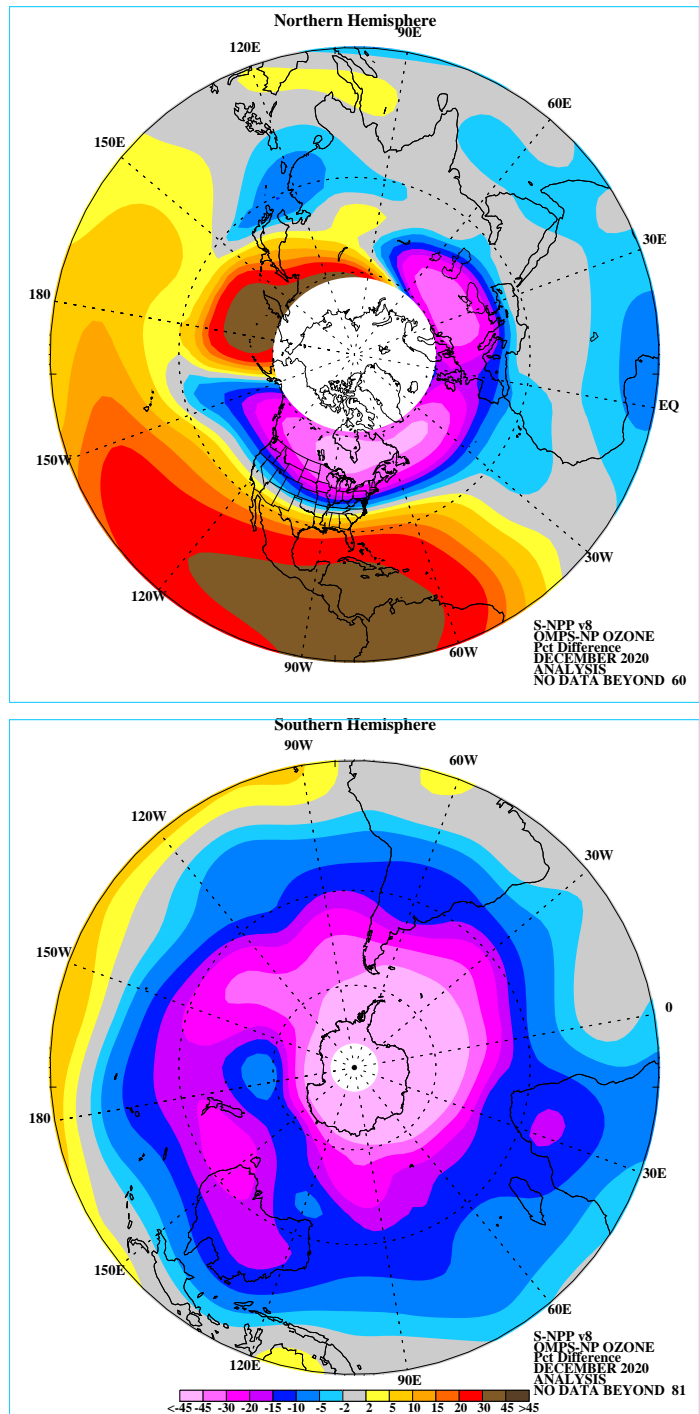 Northern Hemisphere
90E
120E
60E
150E
30E
180
EQ
150W
30W
120W
60W
90W
S-NPP v8
OMPS-NP OZONE
Pct Difference
DECEMBER 2020
ANALYSIS
NO DATA BEYOND 60
Southern Hemisphere
90W
60W
120W
30W
150W
0
180
30E
150E
60E
120E
90E
S-NPP v8
OMPS-NP OZONE
Pct Difference
DECEMBER 2020
ANALYSIS
NO DATA BEYOND 81
<-45 -45 -30 -20 -15 -10 -5 -2 2 5 10 15 20 30 45 >45